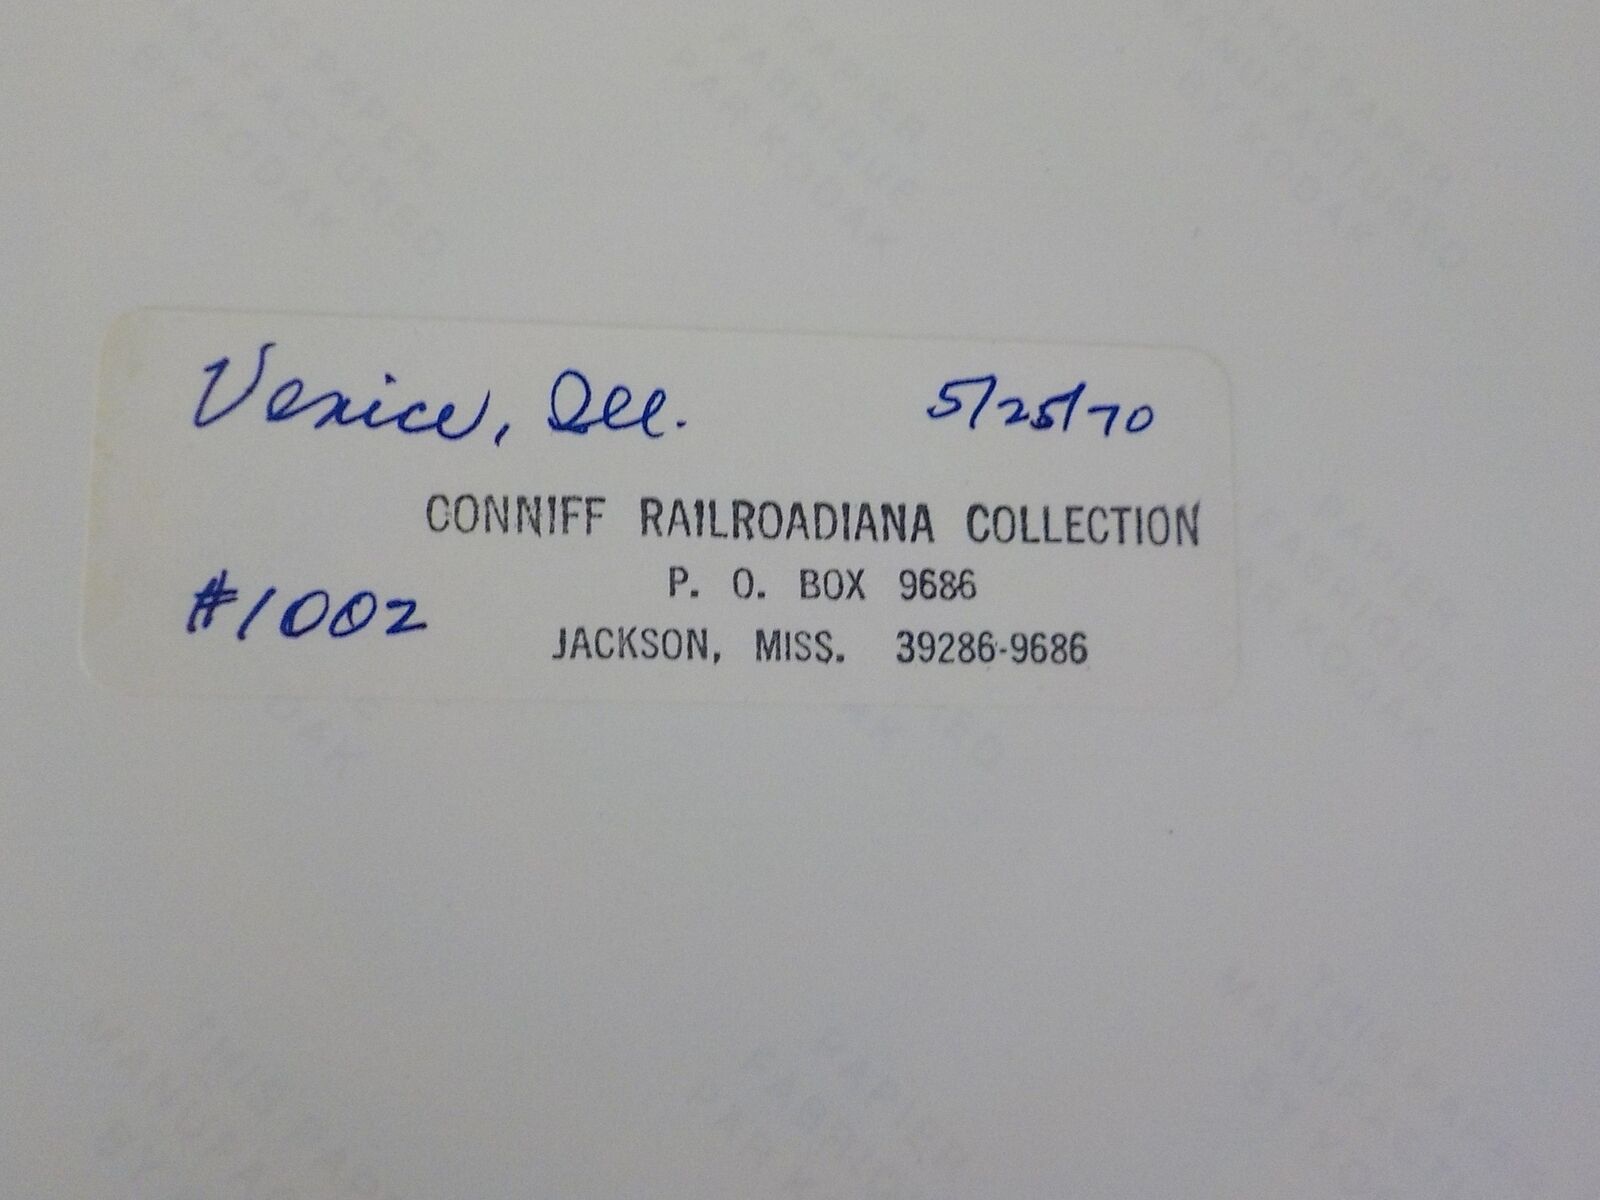 Venice, Ill. 5/25/70
CONNIFF RAILROADIANA COLLECTION
P. O. BOX 9686
#1002
JACKSON, MISS. 39286-9686